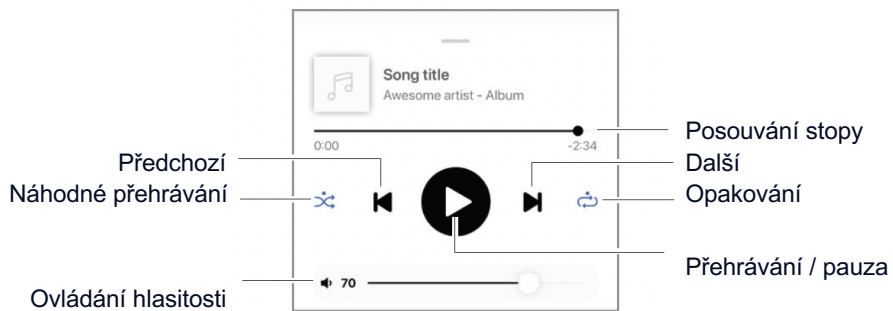 Song title
Awesome artist - Album
0:00
-2:34
Posouvání stopy
Předchozí
Další
Náhodné přehrávání
Opakování
Přehrávání / pauza
70
Ovládání hlasitosti